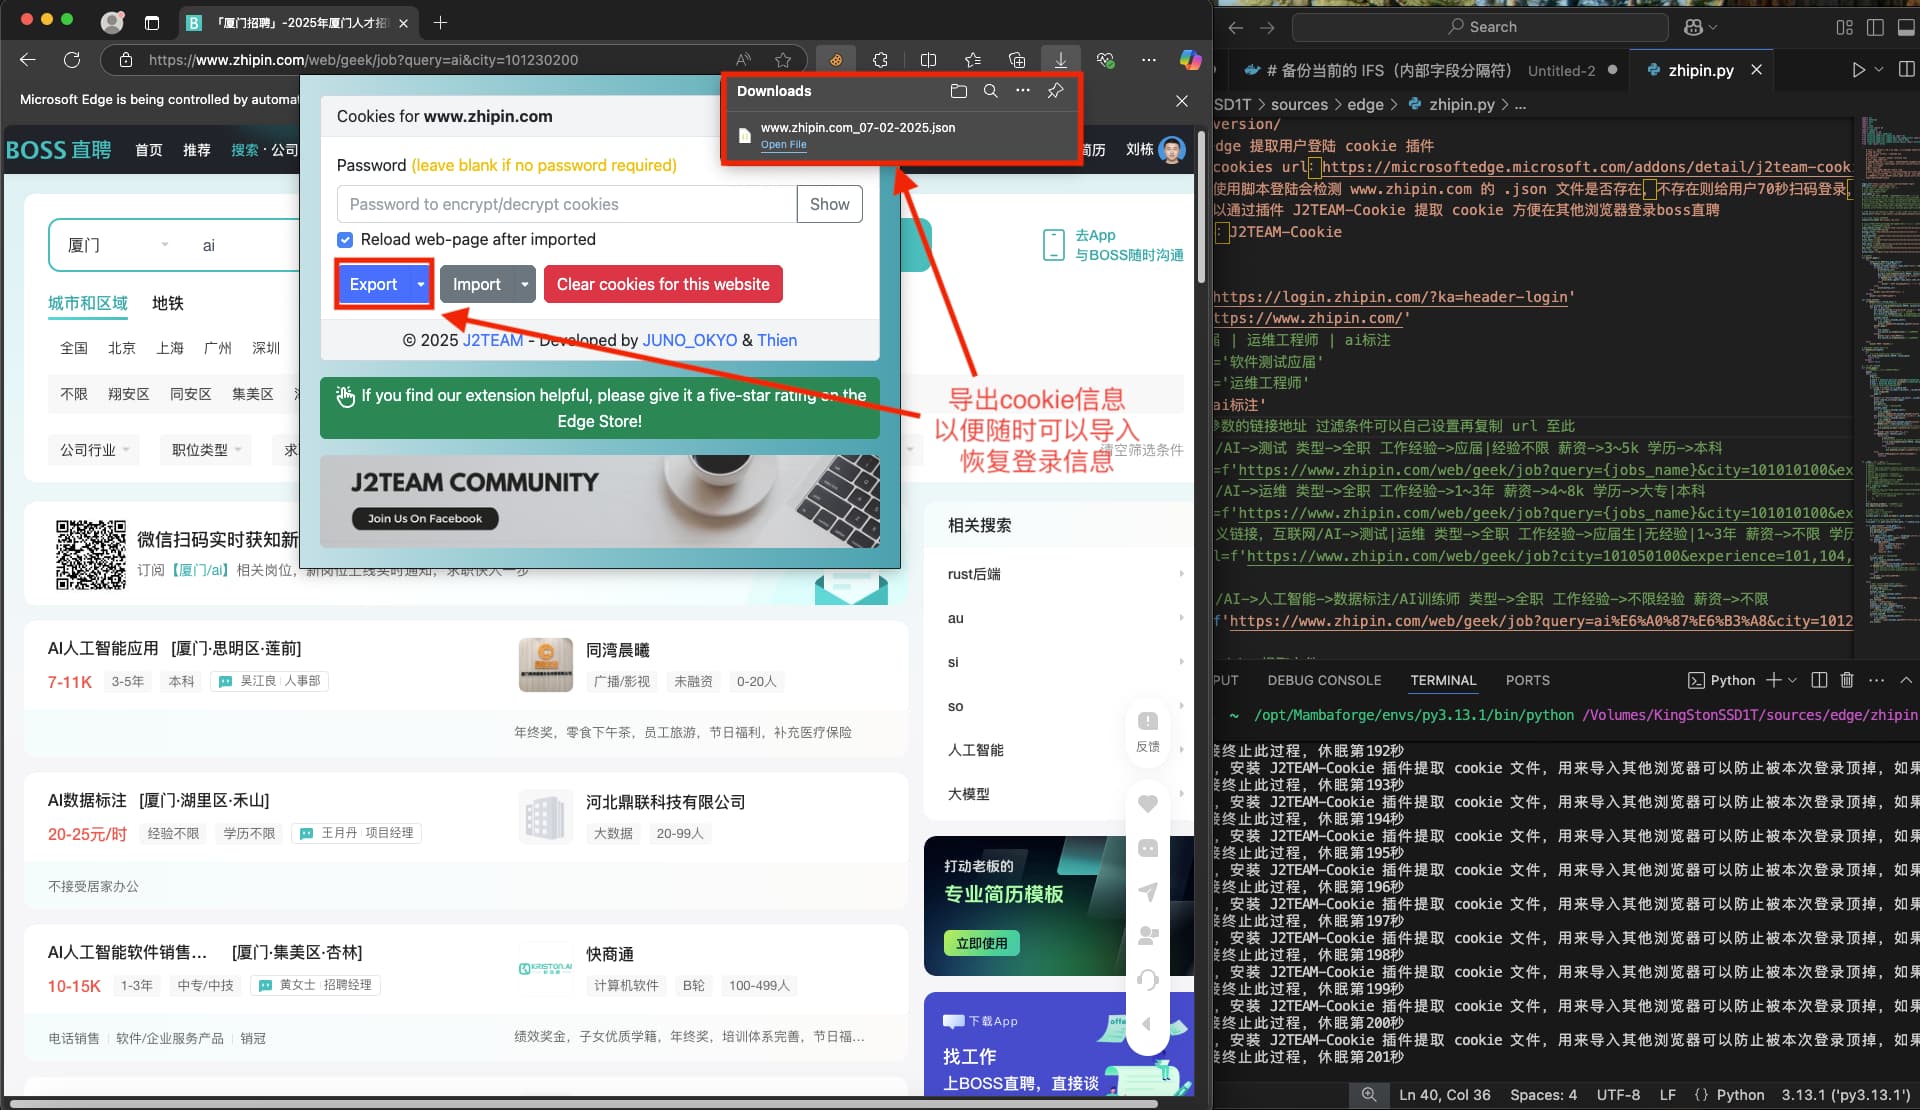 「厦门招聘」-2025年厦门人才招
https://www.zhipin.com/web/geek/job?query=ai&city=101230200
Microsoft Edge is being controlled by automat
Downloads
www.zhipin.com_07-02-2025.json
Open File
Cookies for www.zhipin.com
Password (leave blank if no password required)
Password to encrypt/decrypt cookies
Show
Reload web-page after imported
Export
Import
Clear cookies for this website
© 2025 J2TEAM - Developed by JUNO_OKYO & Thien
If you find our extension helpful, please give it a five-star rating on the
Edge Store!
J2TEAM COMMUNITY
Join Us On Facebook
导出cookie信息
以便随时可以导入
恢复登录信息
BOSS 直聘
首页
推荐
搜索·公司
简历
刘栋
厦门
ai
去App
与BOSS随时沟通
城市和区域
地铁
全国
北京
上海
广州
深圳
不限
翔安区
同安区
集美区
公司行业
职位类型
求
清空筛选条件
微信扫码实时获知新
订阅【厦门/ai】相关岗位，新岗位上线实时通知，求职快人一步
AI人工智能应用 [厦门·思明区·莲前]
7-11K
3-5年
本科
吴江良 人事部
同湾晨曦
广播/影视
未融资
0-20人
年终奖，零食下午茶，员工旅游，节日福利，补充医疗保险
AI数据标注 [厦门·湖里区·禾山]
20-25元/时
经验不限
学历不限
王月丹 项目经理
河北鼎联科技有限公司
大数据
20-99人
不接受居家办公
AI人工智能软件销售... [厦门·集美区·杏林]
10-15K
1-3年
中专/中技
黄女士 招聘经理
KRISTON.AI
快商通
计算机软件
B轮
100-499人
电话销售
软件/企业服务产品
销冠
绩效奖金，子女优质学籍，年终奖，培训体系完善，节日福...
相关搜索
rust后端
au
si
so
人工智能
大模型
反馈
打动老板的
专业简历模板
立即使用
下载App
找工作
上BOSS直聘，直接谈
offer
Search
# 备份当前的 IFS（内部字段分隔符） Untitled-2
zhipin.py
SD1T > sources > edge > zhipin.py > ...
version/
dge 提取用户登陆 cookie 插件
cookies url：https://microsoftedge.microsoft.com/addons/detail/j2team-cook
使用脚本登陆会检测 www.zhipin.com 的 .json 文件是否存在，不存在则给用户70秒扫码登录，
以通过插件 J2TEAM-Cookie 提取 cookie 方便在其他浏览器登录boss直聘
：J2TEAM-Cookie
https://login.zhipin.com/?ka=header-login'
ttps://www.zhipin.com/'
| 运维工程师 | ai标注
='软件测试应届'
='运维工程师'
ai标注'
参数的链接地址 过滤条件可以自己设置再复制 url 至此
/AI->测试 类型->全职 工作经验->应届|经验不限 薪资->3~5k 学历->本科
=f'https://www.zhipin.com/web/geek/job?query={jobs_name}&city=101010100&ex
/AI->运维 类型->全职 工作经验->1~3年 薪资->4~8k 学历->大专|本科
=f'https://www.zhipin.com/web/geek/job?query={jobs_name}&city=101010100&ex
义链接，互联网/AI->测试|运维 类型->全职 工作经验->应届生|无经验|1~3年 薪资->不限 学历
l=f'https://www.zhipin.com/web/geek/job?city=101050100&experience=101,104,
/AI->人工智能->数据标注/AI训练师 类型->全职 工作经验->不限经验 薪资->不限
f'https://www.zhipin.com/web/geek/job?query=ai%E6%A0%87%E6%B3%A8&city=1012
PUT
DEBUG CONSOLE
TERMINAL
PORTS
Python
~ /opt/Mambaforge/envs/py3.13.1/bin/python /Volumes/KingStonSSD1T/sources/edge/zhipin
接终止此过程，休眠第192秒
，安装 J2TEAM-Cookie 插件提取 cookie 文件，用来导入其他浏览器可以防止被本次登录顶掉，如果
接终止此过程，休眠第193秒
，安装 J2TEAM-Cookie 插件提取 cookie 文件，用来导入其他浏览器可以防止被本次登录顶掉，如果
接终止此过程，休眠第194秒
，安装 J2TEAM-Cookie 插件提取 cookie 文件，用来导入其他浏览器可以防止被本次登录顶掉，如果
接终止此过程，休眠第195秒
，安装 J2TEAM-Cookie 插件提取 cookie 文件，用来导入其他浏览器可以防止被本次登录顶掉，如果
接终止此过程，休眠第196秒
，安装 J2TEAM-Cookie 插件提取 cookie 文件，用来导入其他浏览器可以防止被本次登录顶掉，如果
接终止此过程，休眠第197秒
，安装 J2TEAM-Cookie 插件提取 cookie 文件，用来导入其他浏览器可以防止被本次登录顶掉，如果
接终止此过程，休眠第198秒
，安装 J2TEAM-Cookie 插件提取 cookie 文件，用来导入其他浏览器可以防止被本次登录顶掉，如果
接终止此过程，休眠第199秒
，安装 J2TEAM-Cookie 插件提取 cookie 文件，用来导入其他浏览器可以防止被本次登录顶掉，如果
接终止此过程，休眠第200秒
，安装 J2TEAM-Cookie 插件提取 cookie 文件，用来导入其他浏览器可以防止被本次登录顶掉，如果
接终止此过程，休眠第201秒
Ln 40, Col 36
Spaces: 4
UTF-8
LF
{ } Python
3.13.1 ('py3.13.1')